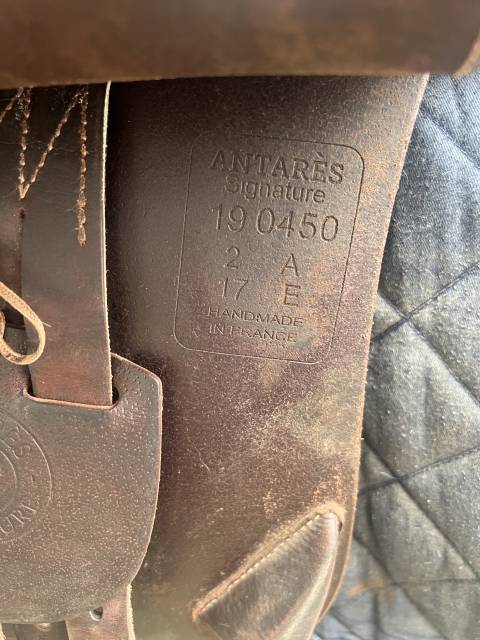 ANTARÈS
Signature
19 0450
2 A
17 E
HANDMADE
IN FRANCE